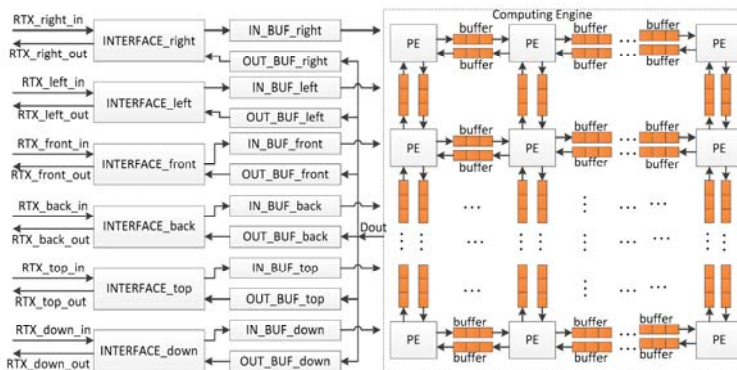 Computing Engine
RTX_right_in
INTERFACE_right
IN_BUF_right
RTX_right_out
OUT_BUF_right
RTX_left_in
INTERFACE_left
IN_BUF_left
RTX_left_out
OUT_BUF_left
RTX_front_in
INTERFACE_front
IN_BUF_front
RTX_front_out
OUT_BUF_front
RTX_back_in
INTERFACE_back
IN_BUF_back
RTX_back_out
OUT_BUF_back
Dout
RTX_top_in
INTERFACE_top
IN_BUF_top
RTX_top_out
OUT_BUF_top
RTX_down_in
INTERFACE_down
IN_BUF_down
RTX_down_out
OUT_BUF_down
PE buffer buffer ... buffer PE
buffer buffer buffer
PE buffer PE buffer ... buffer PE
buffer buffer buffer
PE buffer PE buffer ... buffer PE
buffer buffer buffer